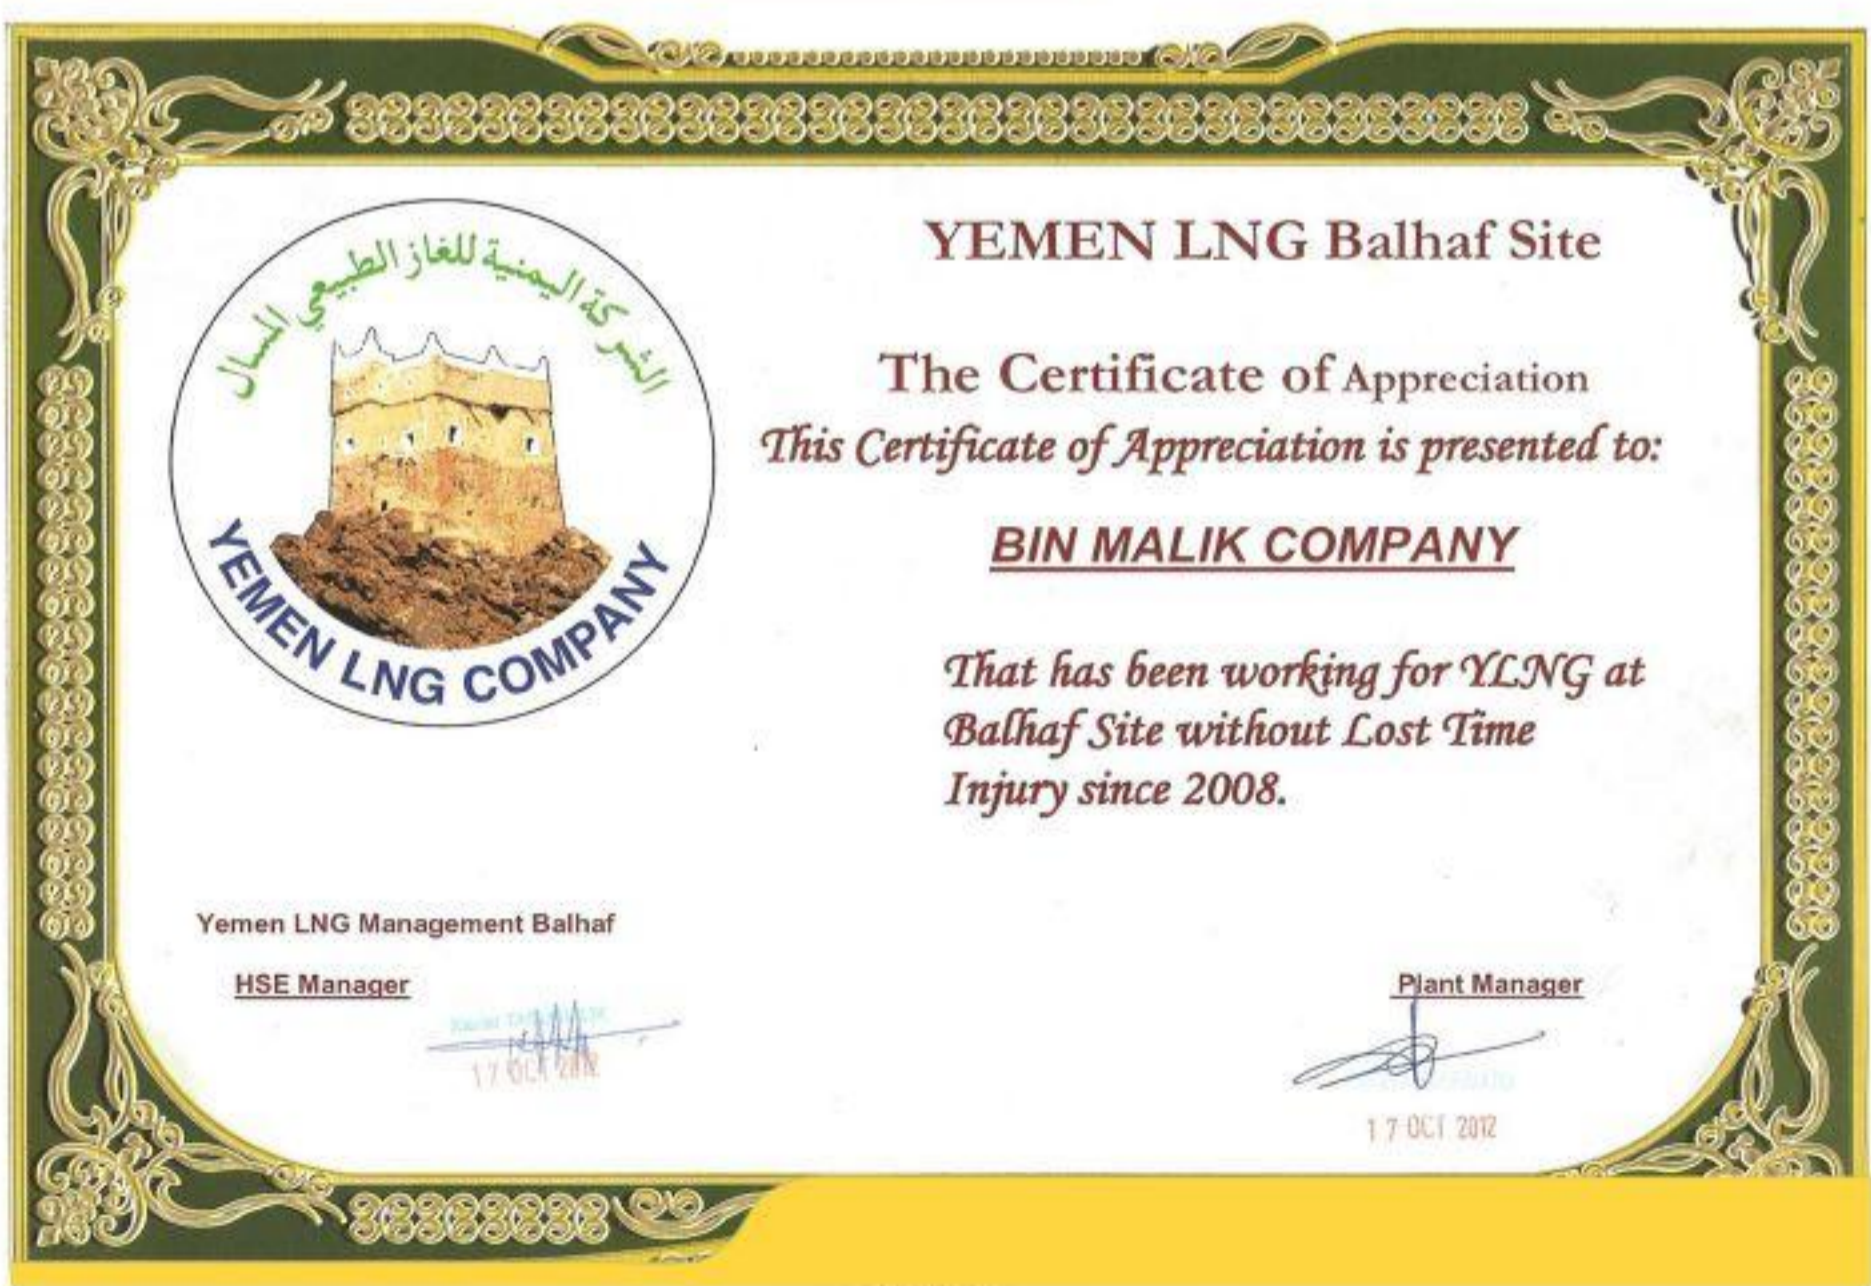 الشركة اليمنية للغاز الطبيعي المسال
YEMEN LNG COMPANY
YEMEN LNG Balhaf Site
The Certificate of Appreciation
This Certificate of Appreciation is presented to:
BIN MALIK COMPANY
That has been working for YLNG at
Balhaf Site without Lost Time
Injury since 2008.
Yemen LNG Management Balhaf
HSE Manager
17 OCT 2012
Plant Manager
17 OCT 2012